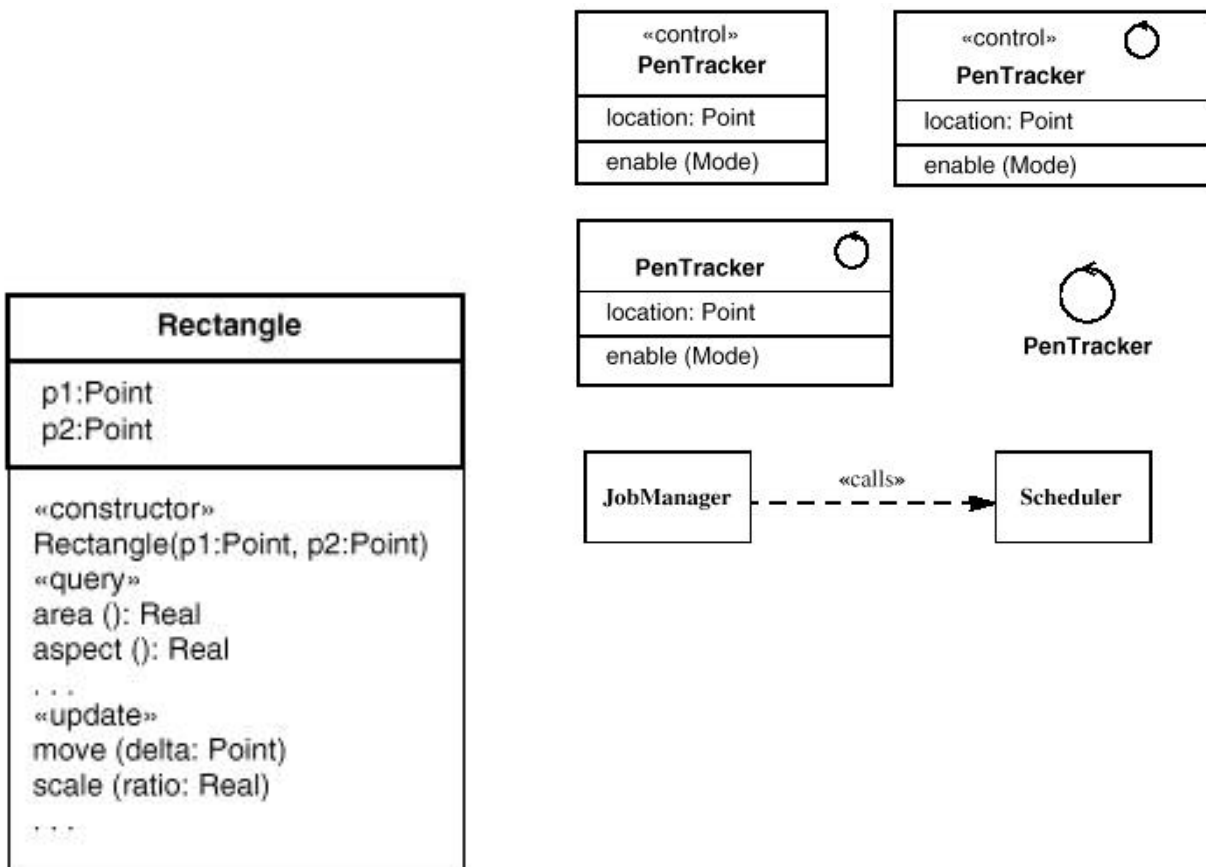 «control»
PenTracker
location: Point
enable (Mode)
«control»
PenTracker
location: Point
enable (Mode)
PenTracker
location: Point
enable (Mode)
PenTracker
Rectangle
p1:Point
p2:Point
«constructor»
Rectangle(p1:Point, p2:Point)
«query»
area (): Real
aspect (): Real
. . .
«update»
move (delta: Point)
scale (ratio: Real)
. . .
JobManager
«calls»
Scheduler